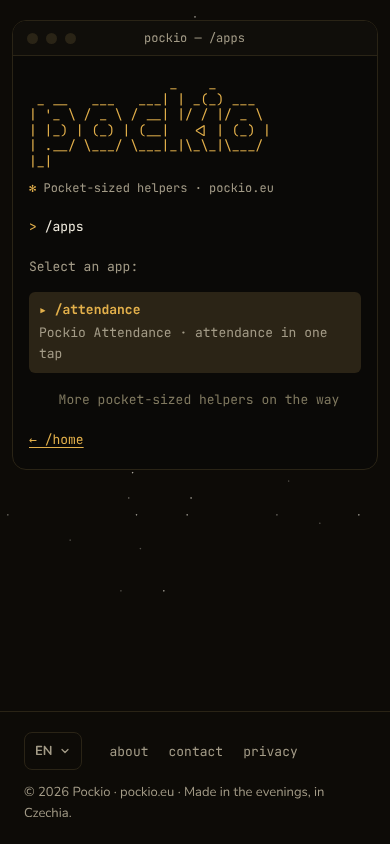 pockio — /apps
pockio
✻ Pocket-sized helpers · pockio.eu
> /apps
Select an app:
▸ /attendance
Pockio Attendance · attendance in one
tap
More pocket-sized helpers on the way
← /home
EN
about contact privacy
© 2026 Pockio · pockio.eu · Made in the evenings, in
Czechia.